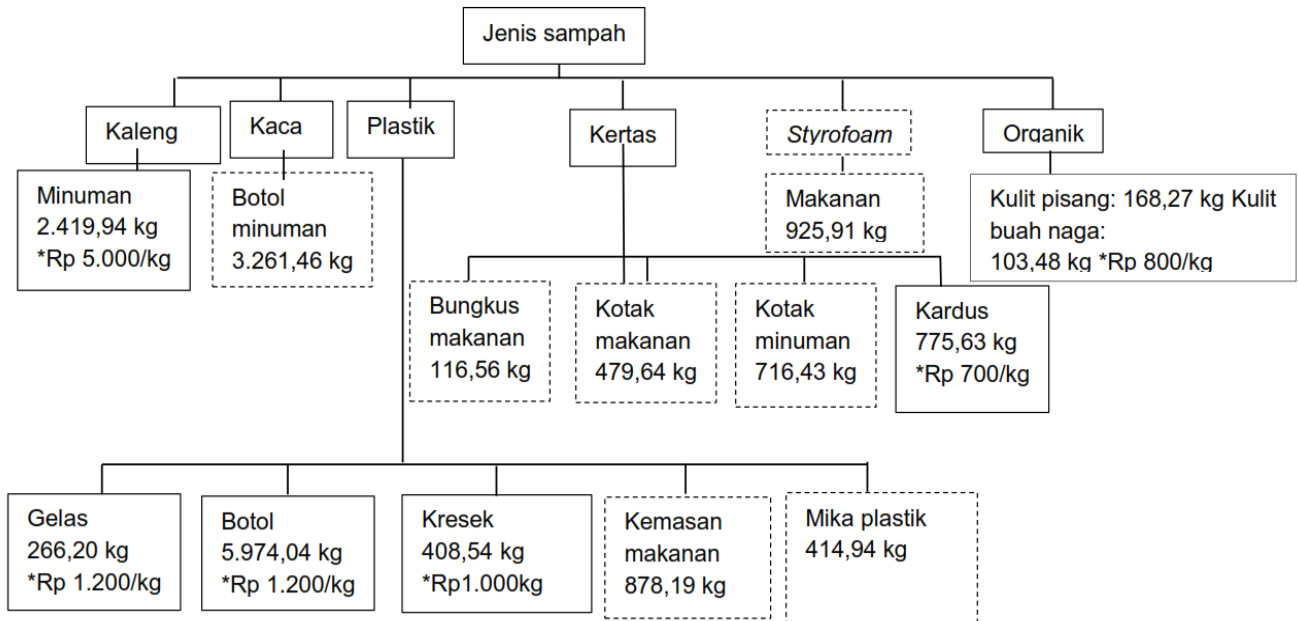 Jenis sampah
Kaleng
Kaca
Plastik
Kertas
Styrofoam
Organik
Minuman
2.419,94 kg
*Rp 5.000/kg
Botol
minuman
3.261,46 kg
Makanan
925,91 kg
Kulit pisang: 168,27 kg Kulit
buah naga:
103,48 kg *Rp 800/kg
Bungkus
makanan
116,56 kg
Kotak
makanan
479,64 kg
Kotak
minuman
716,43 kg
Kardus
775,63 kg
*Rp 700/kg
Gelas
266,20 kg
*Rp 1.200/kg
Botol
5.974,04 kg
*Rp 1.200/kg
Kresek
408,54 kg
*Rp1.000kg
Kemasan
makanan
878,19 kg
Mika plastik
414,94 kg